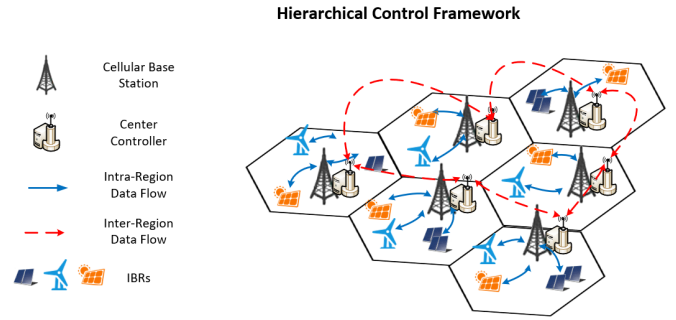 Hierarchical Control Framework
Cellular Base
Station
Center
Controller
Intra-Region
Data Flow
Inter-Region
Data Flow
IBRs